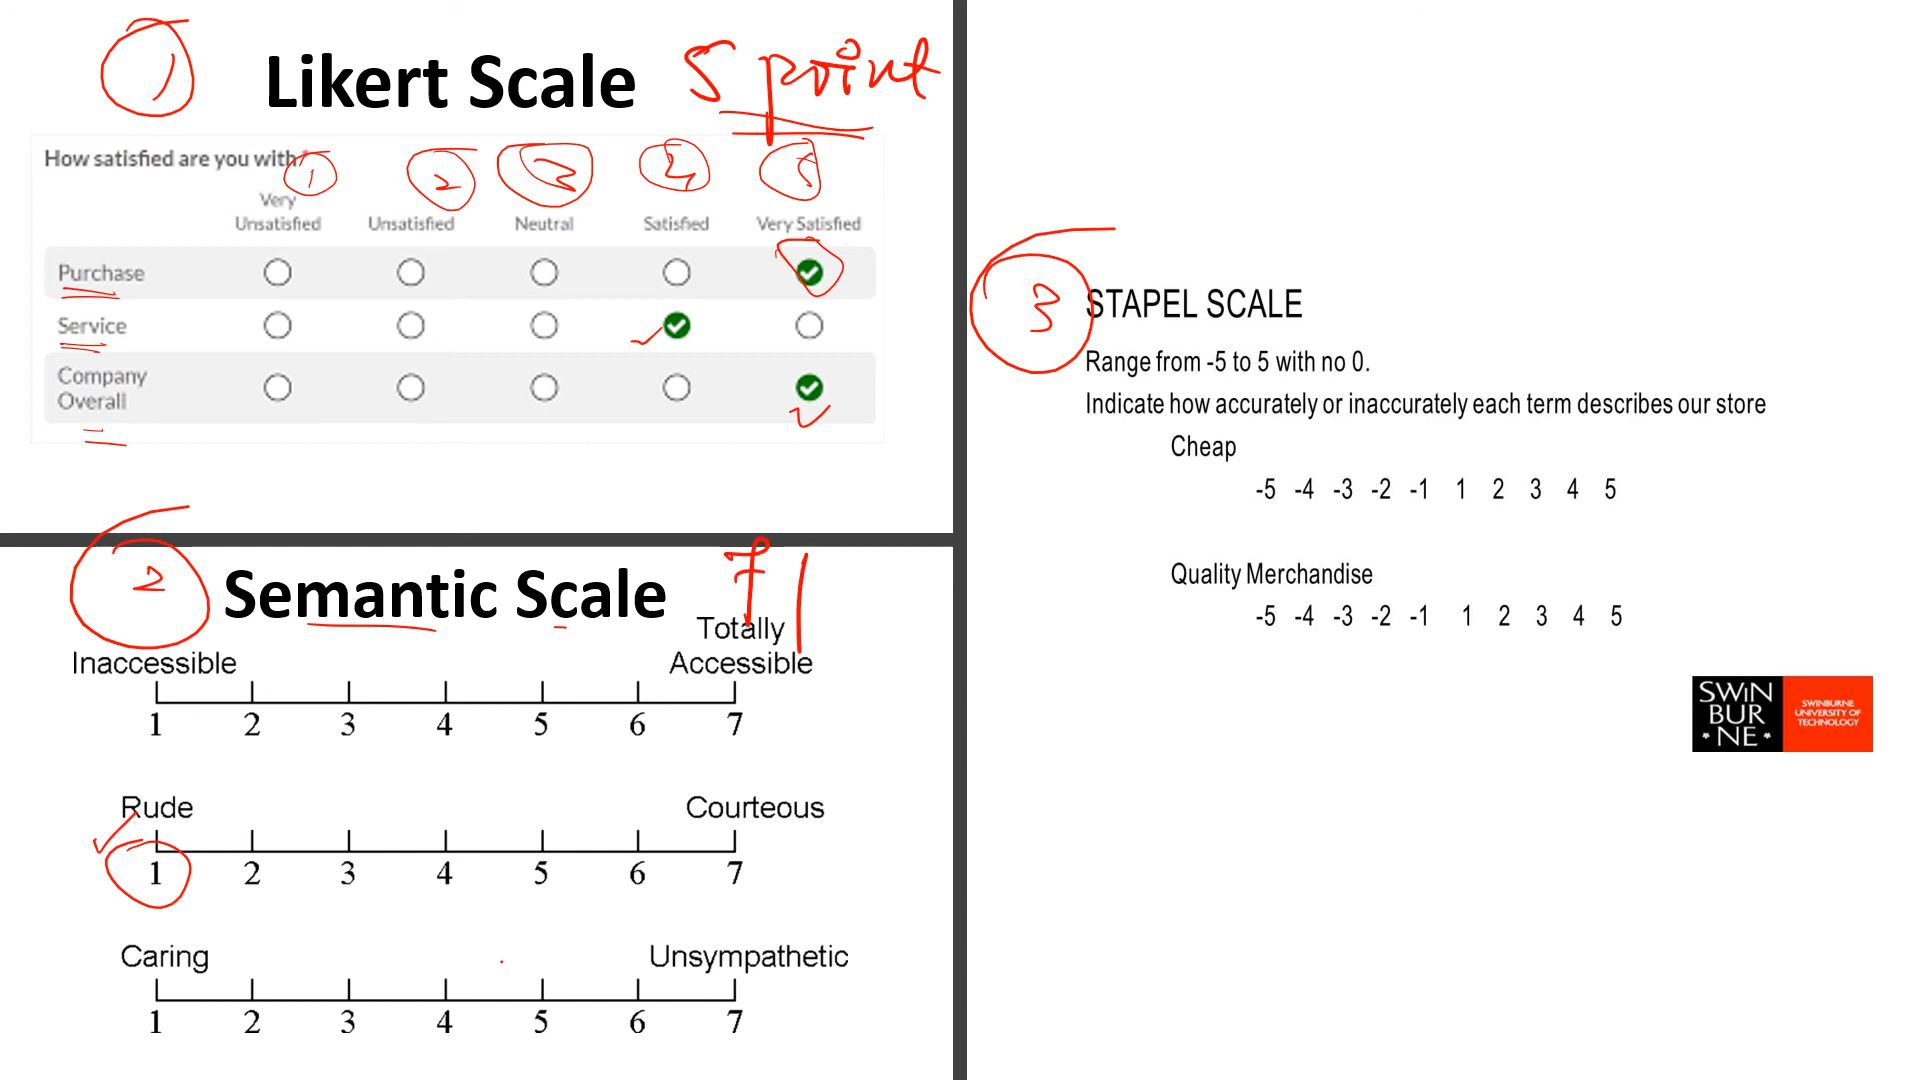 1
Likert Scale 5 point
How satisfied are you with
1 2 3 4 5
Very Unsatisfied Unsatisfied Neutral Satisfied Very Satisfied
Purchase
Service
Company
Overall
2
Semantic Scale 7
Inaccessible Totally Accessible
1 2 3 4 5 6 7
Rude Courteous
1 2 3 4 5 6 7
Caring Unsympathetic
1 2 3 4 5 6 7
3
STAPEL SCALE
Range from -5 to 5 with no 0.
Indicate how accurately or inaccurately each term describes our store
Cheap
-5 -4 -3 -2 -1 1 2 3 4 5
Quality Merchandise
-5 -4 -3 -2 -1 1 2 3 4 5
SWiN
BUR
NE
SWINBURNE
UNIVERSITY OF
TECHNOLOGY